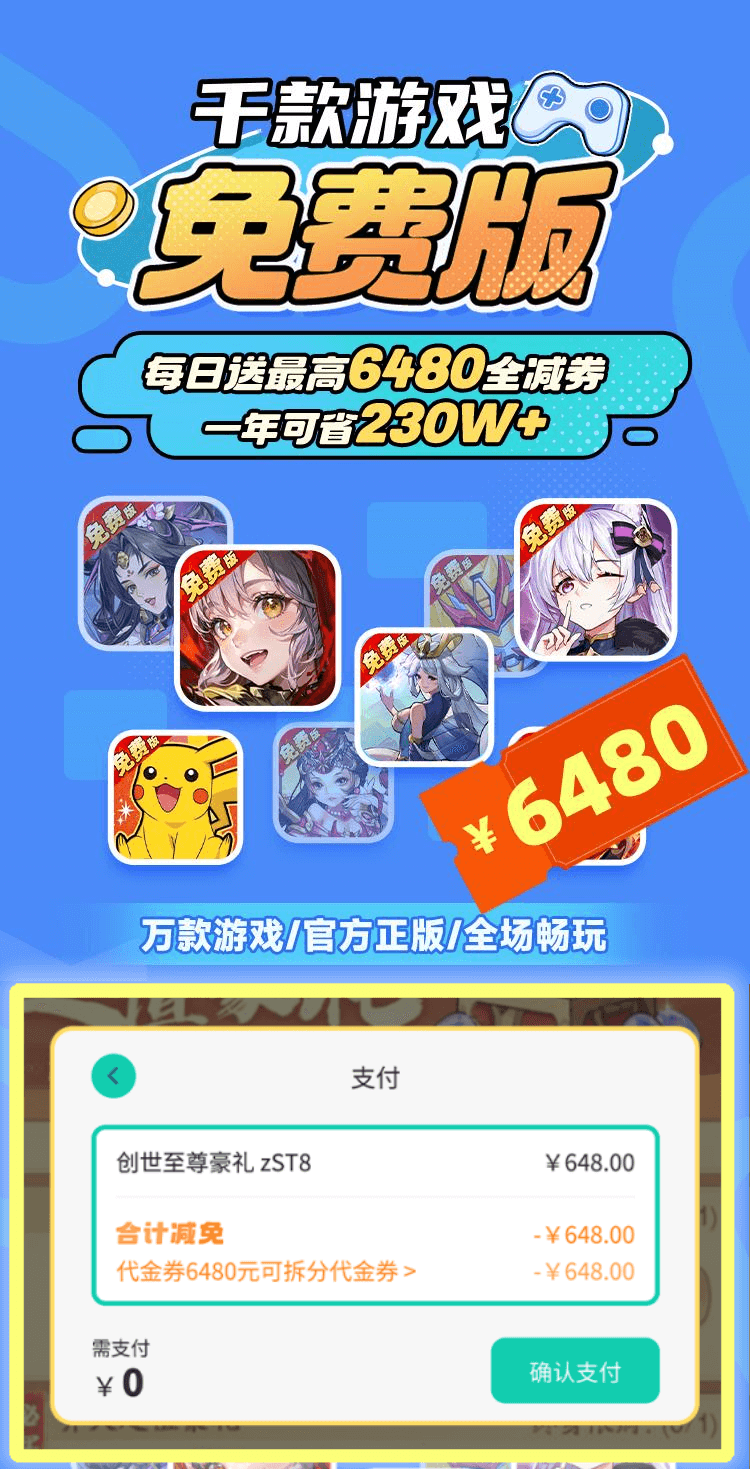 千款游戏
免费版
每日送最高6480全减券
一年可省230W+
免费版
免费版
免费版
免费版
免费版
免费版
免费版
¥6480
万款游戏/官方正版/全场畅玩
支付
创世至尊豪礼 zST8 ¥648.00
合计减免 -¥648.00
代金券6480元可拆分代金券 > -¥648.00
需支付
¥ 0
确认支付